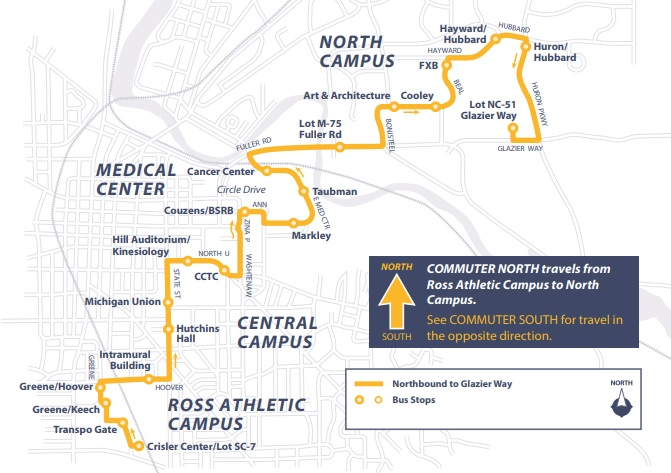 HUBBARD
Hayward/
Hubbard
NORTH
CAMPUS
HAYWARD
Huron/
Hubbard
FXB
BEAL
HURON PKWY
Art & Architecture
Cooley
Lot NC-51
Glazier Way
Lot M-75
Fuller Rd
BONISTEEL
FULLER RD
GLAZIER WAY
MEDICAL
CENTER
Cancer Center
Circle Drive
Taubman
E MED CTR
ANN
Couzens/BSRB
ZINA P
Markley
Hill Auditorium/
Kinesiology
NORTH U
WASHTENAW
CCTC
STATE ST
NORTH
SOUTH
COMMUTER NORTH travels from
Ross Athletic Campus to North
Campus.
See COMMUTER SOUTH for travel in
the opposite direction.
Michigan Union
CENTRAL
CAMPUS
Hutchins
Hall
Intramural
Building
GREENE
HOOVER
Greene/Hoover
Greene/Keech
ROSS ATHLETIC
CAMPUS
Transpo Gate
Crisler Center/Lot SC-7
Northbound to Glazier Way
Bus Stops
NORTH